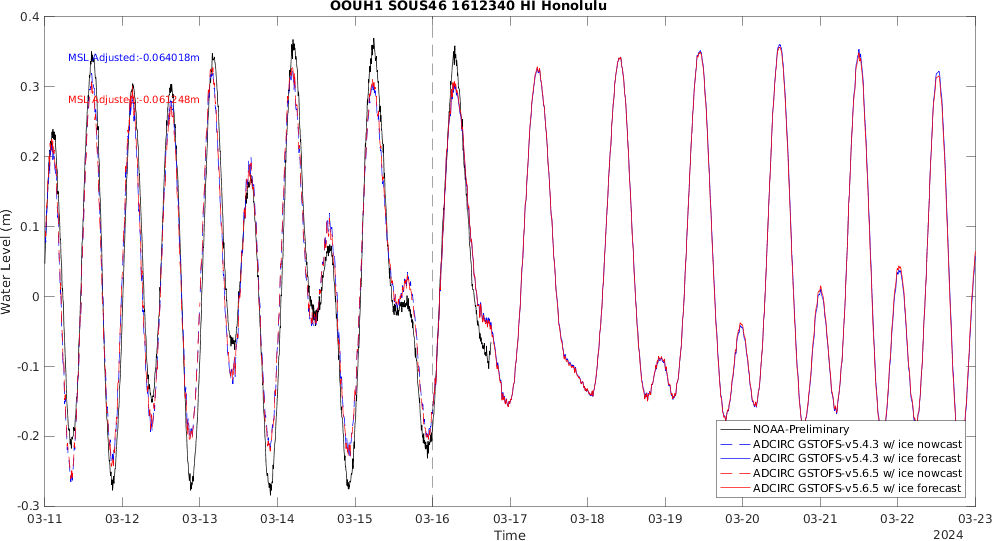 OOUH1 SOUS46 1612340 HI Honolulu
0.4
0.3
0.2
0.1
0
-0.1
-0.2
-0.3
Water Level (m)
MSL Adjusted:-0.064018m
MSL Adjusted:-0.061248m
NOAA-Preliminary
ADCIRC GSTOFS-v5.4.3 w/ ice nowcast
ADCIRC GSTOFS-v5.4.3 w/ ice forecast
ADCIRC GSTOFS-v5.6.5 w/ ice nowcast
ADCIRC GSTOFS-v5.6.5 w/ ice forecast
03-11 03-12 03-13 03-14 03-15 03-16 03-17 03-18 03-19 03-20 03-21 03-22 03-23
Time
2024